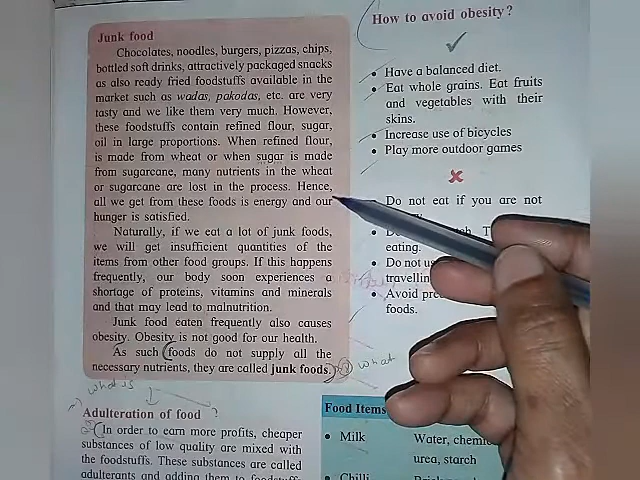 Junk food
Chocolates, noodles, burgers, pizzas, chips,
bottled soft drinks, attractively packaged snacks
as also ready fried foodstuffs available in the
market such as wadas, pakodas, etc. are very
tasty and we like them very much. However,
these foodstuffs contain refined flour, sugar,
oil in large proportions. When refined flour,
is made from wheat or when sugar is made
from sugarcane, many nutrients in the wheat
or sugarcane are lost in the process. Hence,
all we get from these foods is energy and our
hunger is satisfied.
Naturally, if we eat a lot of junk foods,
we will get insufficient quantities of the
items from other food groups. If this happens
frequently, our body soon experiences a
shortage of proteins, vitamins and minerals
and that may lead to malnutrition.
Junk food eaten frequently also causes
obesity. Obesity is not good for our health.
As such foods do not supply all the
necessary nutrients, they are called junk foods.
what is
Adulteration of food ?
In order to earn more profits, cheaper
substances of low quality are mixed with
the foodstuffs. These substances are called
adulterants and adding them to foodstuffs
How to avoid obesity?
• Have a balanced diet.
• Eat whole grains. Eat fruits
and vegetables with their
skins.
• Increase use of bicycles
• Play more outdoor games
Do not eat if you are not
eating.
• Do not
travelling
• Avoid
foods.
what
Food Items
• Milk
Water,
urea, starch
• Chilli